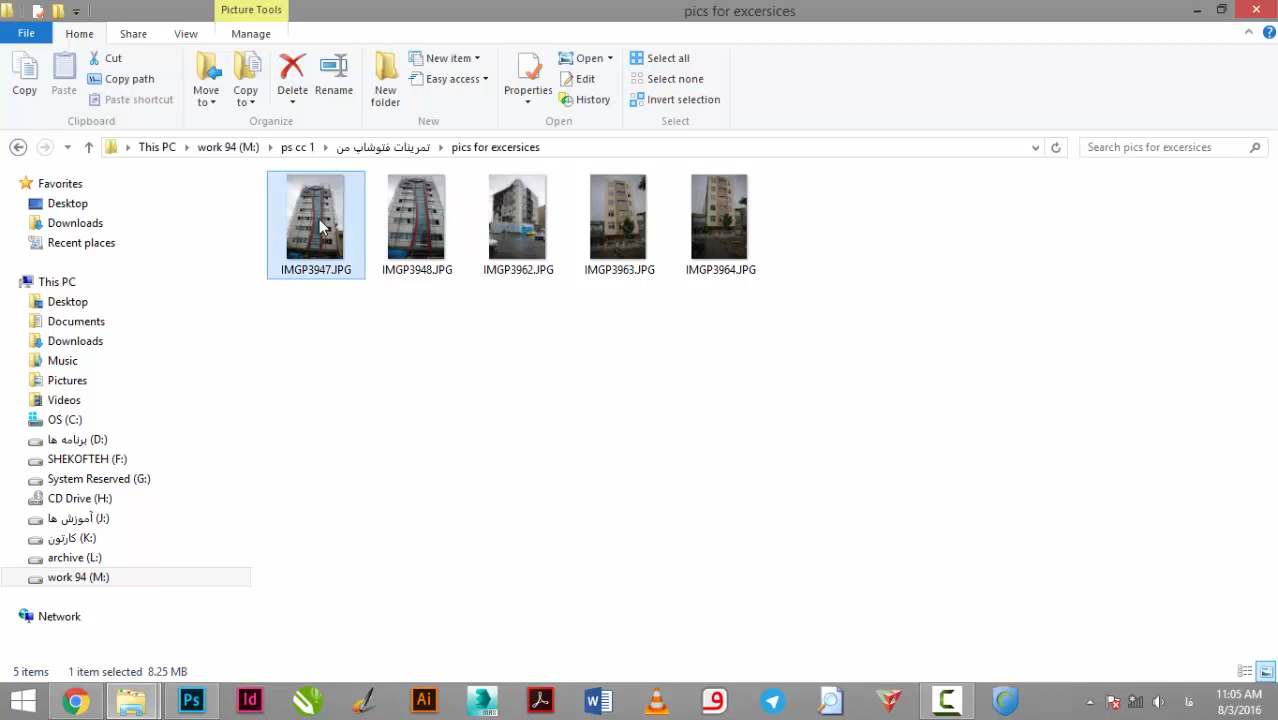 Picture Tools
pics for excersices
File
Home
Share
View
Manage
Copy
Paste
Cut
Copy path
Paste shortcut
Clipboard
Move to
Copy to
Delete
Rename
Organize
New folder
New item
Easy access
New
Properties
Open
Edit
History
Open
Select all
Select none
Invert selection
Select
This PC
work 94 (M:)
ps cc 1
تمرینات فتوشاپ من
pics for excersices
Search pics for excersices
Favorites
Desktop
Downloads
Recent places
This PC
Desktop
Documents
Downloads
Music
Pictures
Videos
OS (C:)
برنامه ها (D:)
SHEKOFTEH (F:)
System Reserved (G:)
CD Drive (H:)
آموزش ها (J:)
کارتون (K:)
archive (L:)
work 94 (M:)
Network
IMGP3947.JPG
IMGP3948.JPG
IMGP3962.JPG
IMGP3963.JPG
IMGP3964.JPG
5 items
1 item selected 8.25 MB
Ps
Id
Ai
MAX
W
فا
11:05 AM
8/3/2016